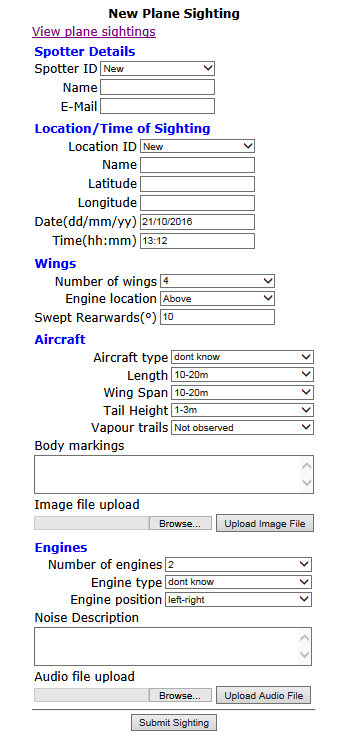 New Plane Sighting
View plane sightings
Spotter Details
Spotter ID New
Name
E-Mail
Location/Time of Sighting
Location ID New
Name
Latitude
Longitude
Date(dd/mm/yy) 21/10/2016
Time(hh:mm) 13:12
Wings
Number of wings 4
Engine location Above
Swept Rearwards(°) 10
Aircraft
Aircraft type dont know
Length 10-20m
Wing Span 10-20m
Tail Height 1-3m
Vapour trails Not observed
Body markings
Image file upload
Browse... Upload Image File
Engines
Number of engines 2
Engine type dont know
Engine position left-right
Noise Description
Audio file upload
Browse... Upload Audio File
Submit Sighting